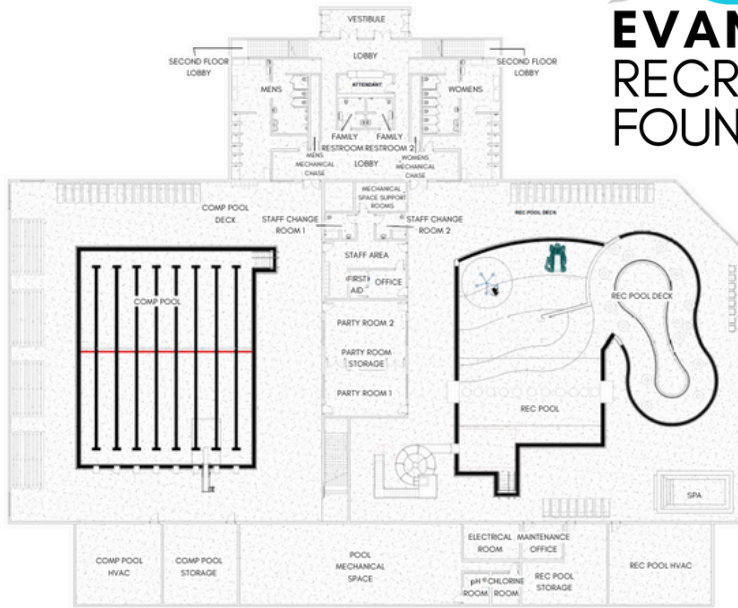 EVAN
RECR
FOUN
VESTIBULE
LOBBY
SECOND FLOOR
LOBBY
SECOND FLOOR
LOBBY
ATTENDANT
MENS
WOMENS
FAMILY
RESTROOM
FAMILY
RESTROOM 2
MENS
MECHANICAL
CHASE
LOBBY
WOMENS
MECHANICAL
CHASE
MECHANICAL
SPACE SUPPORT
ROOMS
COMP POOL
DECK
STAFF CHANGE
ROOM 1
STAFF CHANGE
ROOM 2
REC POOL DECK
STAFF AREA
FIRST
AID
OFFICE
COMP POOL
REC POOL DECK
PARTY ROOM 2
PARTY ROOM
STORAGE
PARTY ROOM 1
REC POOL
SPA
ELECTRICAL
ROOM
MAINTENANCE
OFFICE
COMP POOL
HVAC
COMP POOL
STORAGE
POOL
MECHANICAL
SPACE
pH
ROOM
CHLORINE
ROOM
REC POOL
STORAGE
REC POOL HVAC